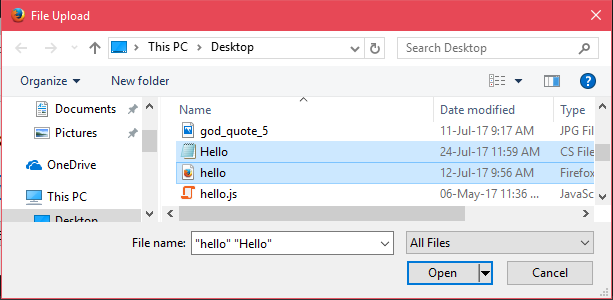 File Upload
This PC > Desktop
Search Desktop
Organize
New folder
Documents
Pictures
OneDrive
This PC
Desktop
Name Date modified Type
god_quote_5 11-Jul-17 9:17 AM JPG Fil
Hello 24-Jul-17 11:59 AM CS File
hello 12-Jul-17 9:56 AM Firefox
hello.js 06-May-17 11:36 ... JavaSc
File name: "hello" "Hello"
All Files
Open
Cancel